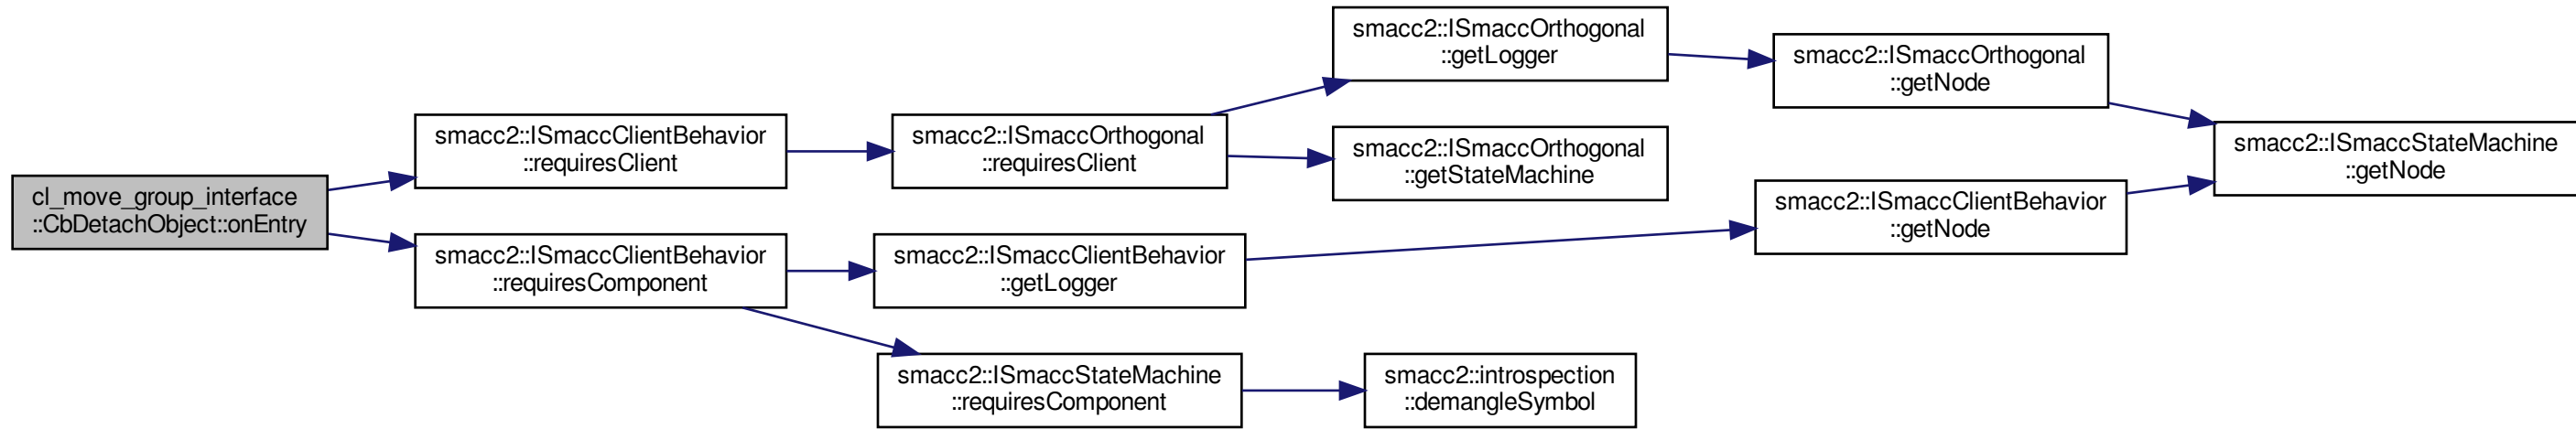 cl_move_group_interface
::CbDetachObject::onEntry
smacc2::ISmaccClientBehavior
::requiresClient
smacc2::ISmaccOrthogonal
::requiresClient
smacc2::ISmaccOrthogonal
::getLogger
smacc2::ISmaccOrthogonal
::getNode
smacc2::ISmaccStateMachine
::getNode
smacc2::ISmaccOrthogonal
::getStateMachine
smacc2::ISmaccClientBehavior
::requiresComponent
smacc2::ISmaccClientBehavior
::getLogger
smacc2::ISmaccClientBehavior
::getNode
smacc2::ISmaccStateMachine
::requiresComponent
smacc2::introspection
::demangleSymbol